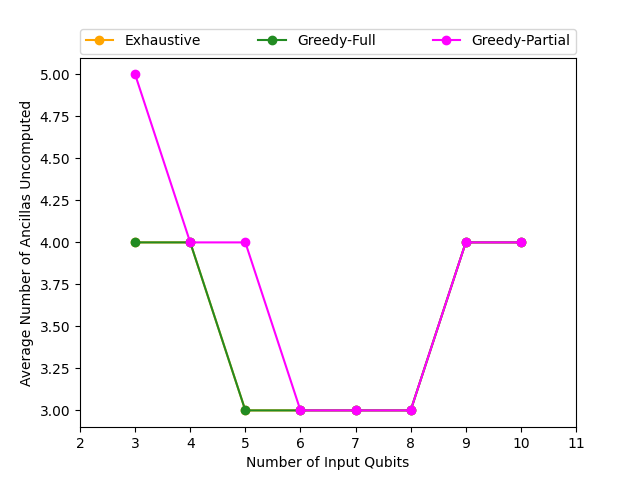 Exhaustive Greedy-Full Greedy-Partial
5.00
4.75
4.50
4.25
4.00
3.75
3.50
3.25
3.00
Average Number of Ancillas Uncomputed
2 3 4 5 6 7 8 9 10 11
Number of Input Qubits